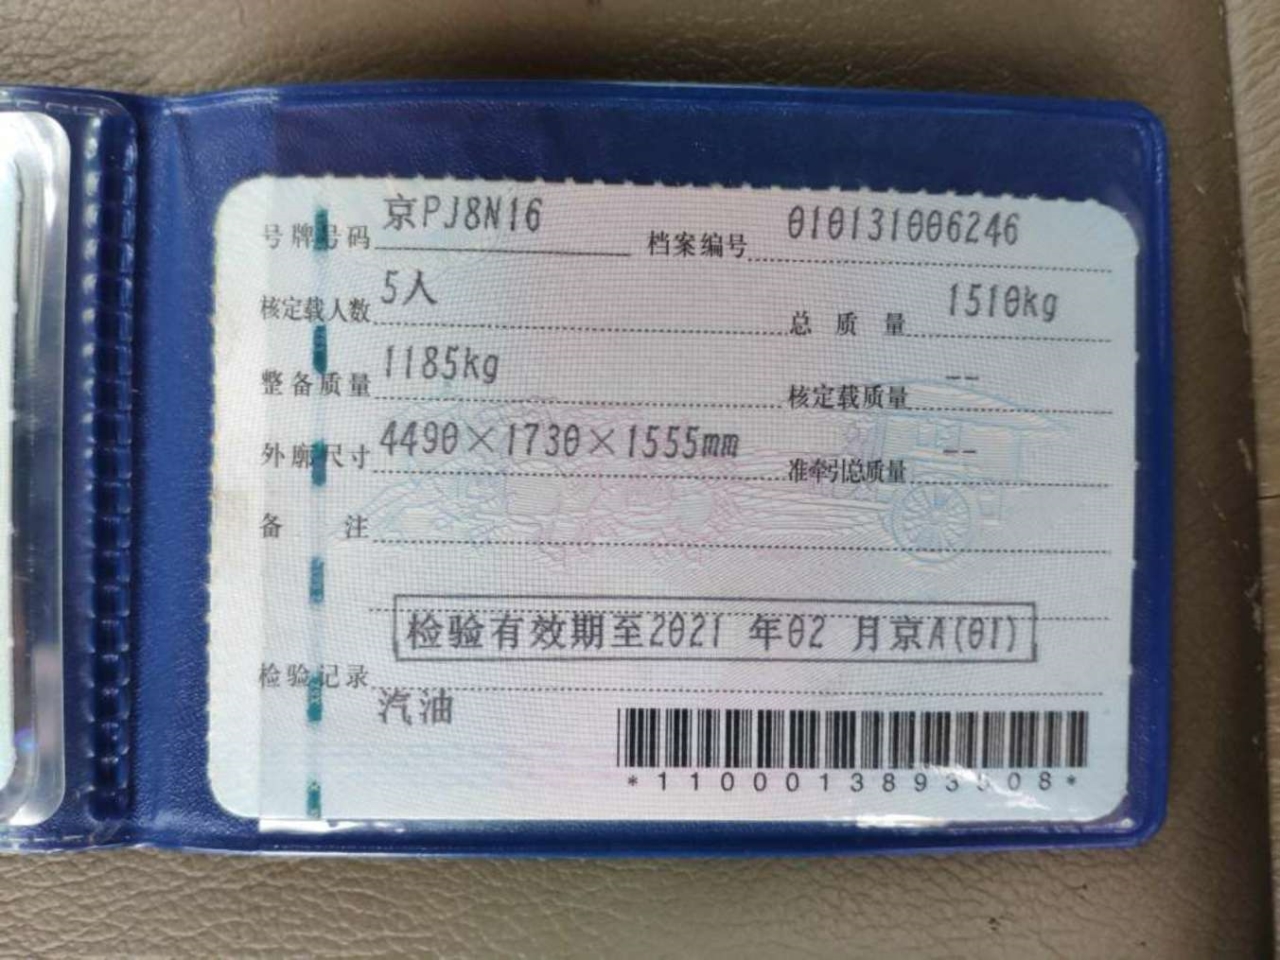 号牌号码 京PJ8N16 档案编号 010131006246
核定载人数 5人 总质量 1510kg
整备质量 1185kg 核定载质量 --
外廓尺寸 4490×1730×1555mm 准牵引总质量 --
备注
检验有效期至2021 年02 月京A(01)
检验记录
汽油
*1100013893508*